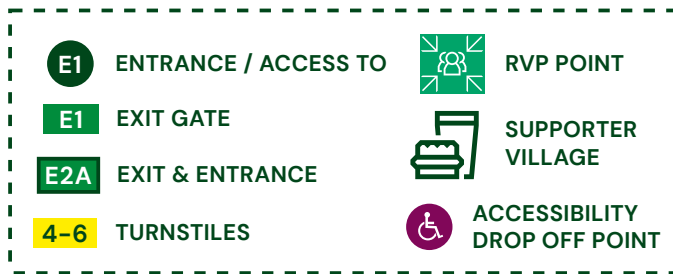 E1 ENTRANCE / ACCESS TO
E1 EXIT GATE
E2A EXIT & ENTRANCE
4-6 TURNSTILES
RVP POINT
SUPPORTER
VILLAGE
ACCESSIBILITY
DROP OFF POINT